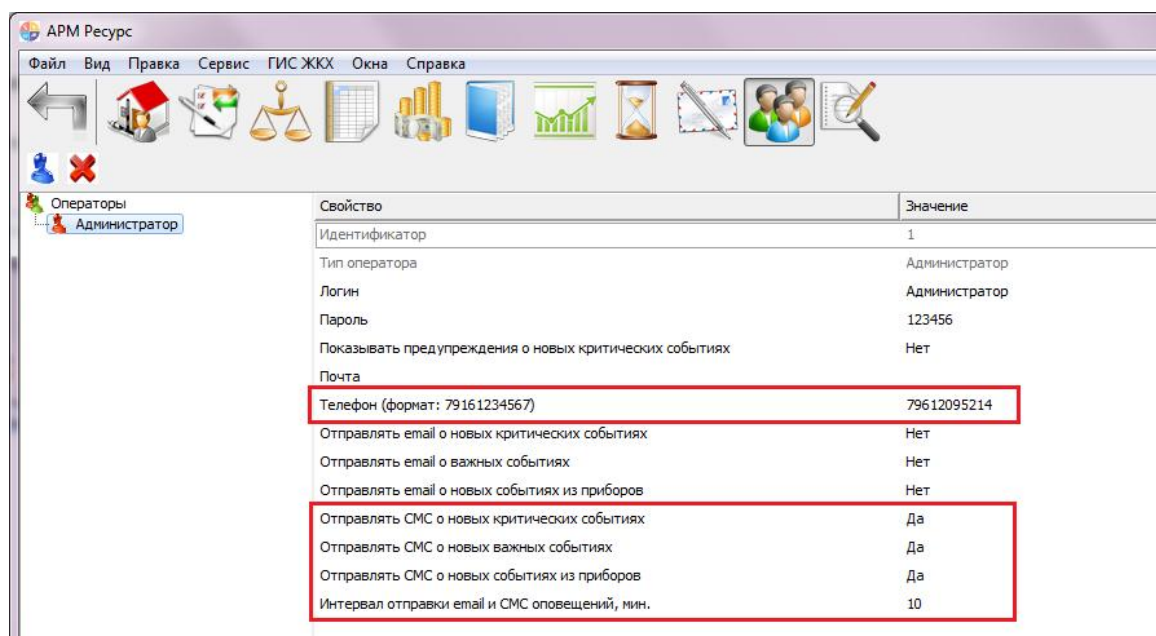 АРМ Ресурс
Файл Вид Правка Сервис ГИС ЖКХ Окна Справка
Операторы
Администратор
Свойство Значение
Идентификатор 1
Тип оператора Администратор
Логин Администратор
Пароль 123456
Показывать предупреждения о новых критических событиях Нет
Почта
Телефон (формат: 79161234567) 79612095214
Отправлять email о новых критических событиях Нет
Отправлять email о важных событиях Нет
Отправлять email о новых событиях из приборов Нет
Отправлять СМС о новых критических событиях Да
Отправлять СМС о новых важных событиях Да
Отправлять СМС о новых событиях из приборов Да
Интервал отправки email и СМС оповещений, мин. 10